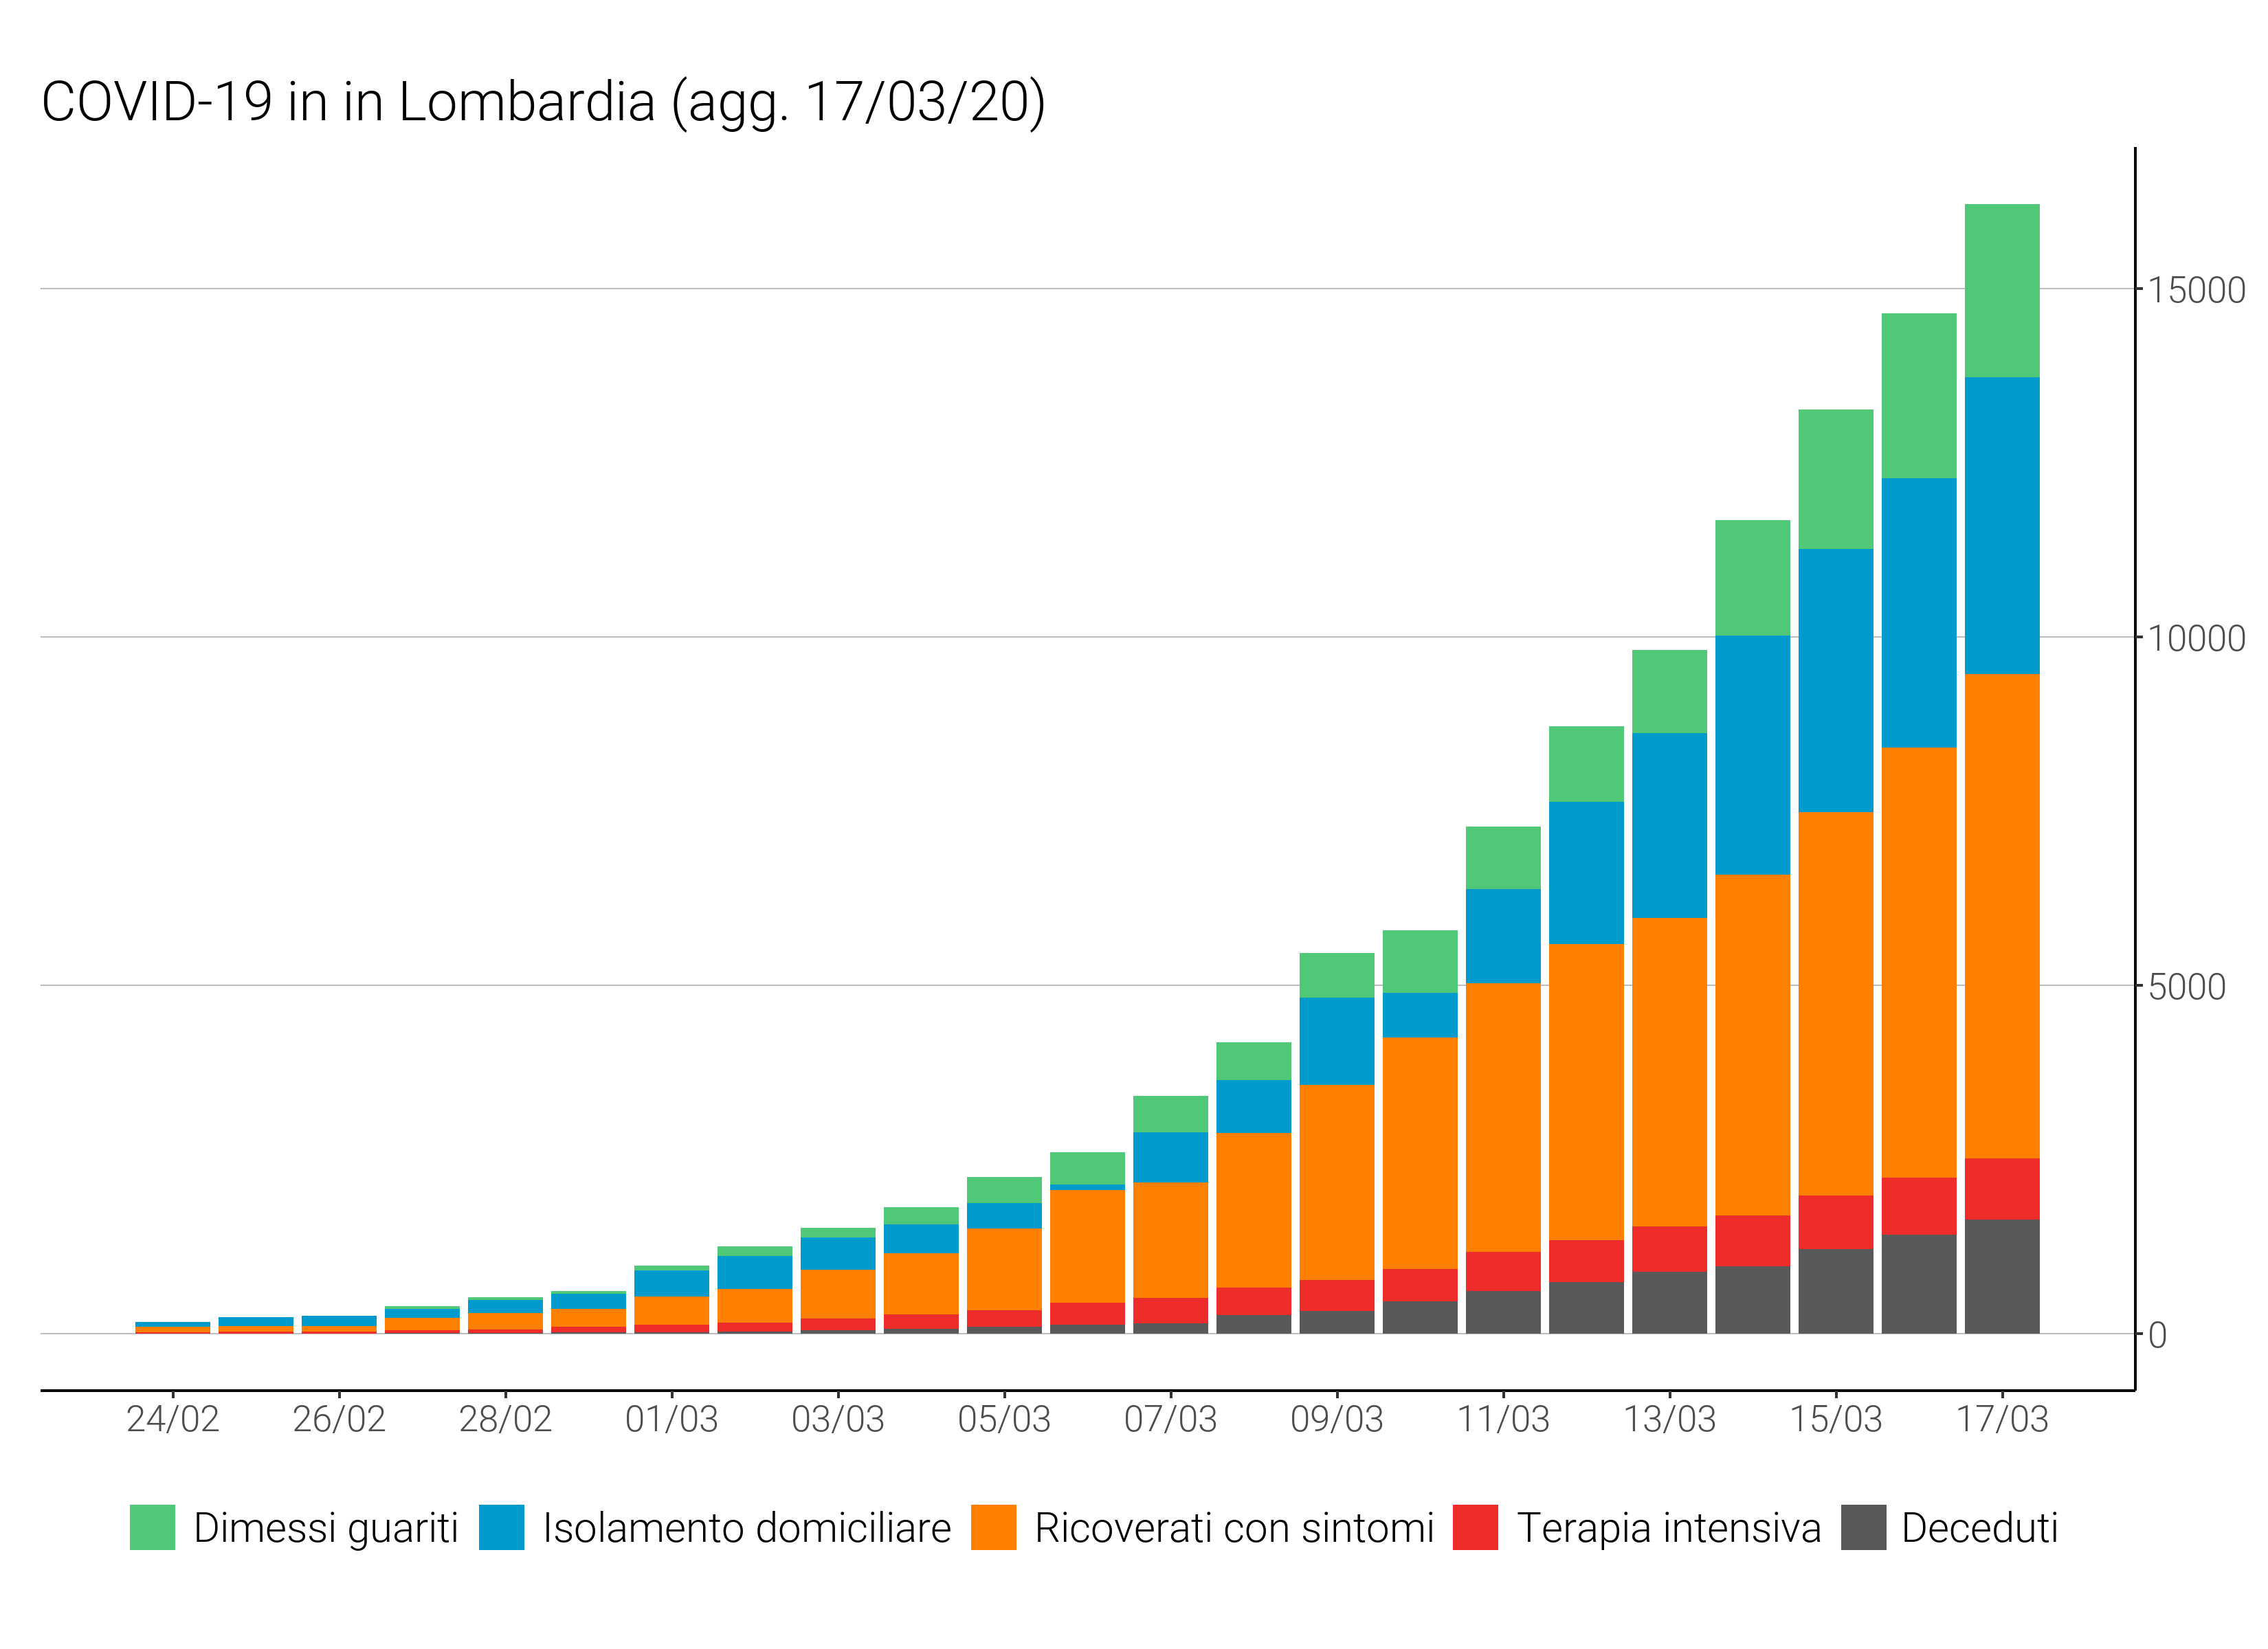 COVID-19 in in Lombardia (agg. 17/03/20)
15000
10000
5000
0
24/02 26/02 28/02 01/03 03/03 05/03 07/03 09/03 11/03 13/03 15/03 17/03
Dimessi guariti Isolamento domiciliare Ricoverati con sintomi Terapia intensiva Deceduti